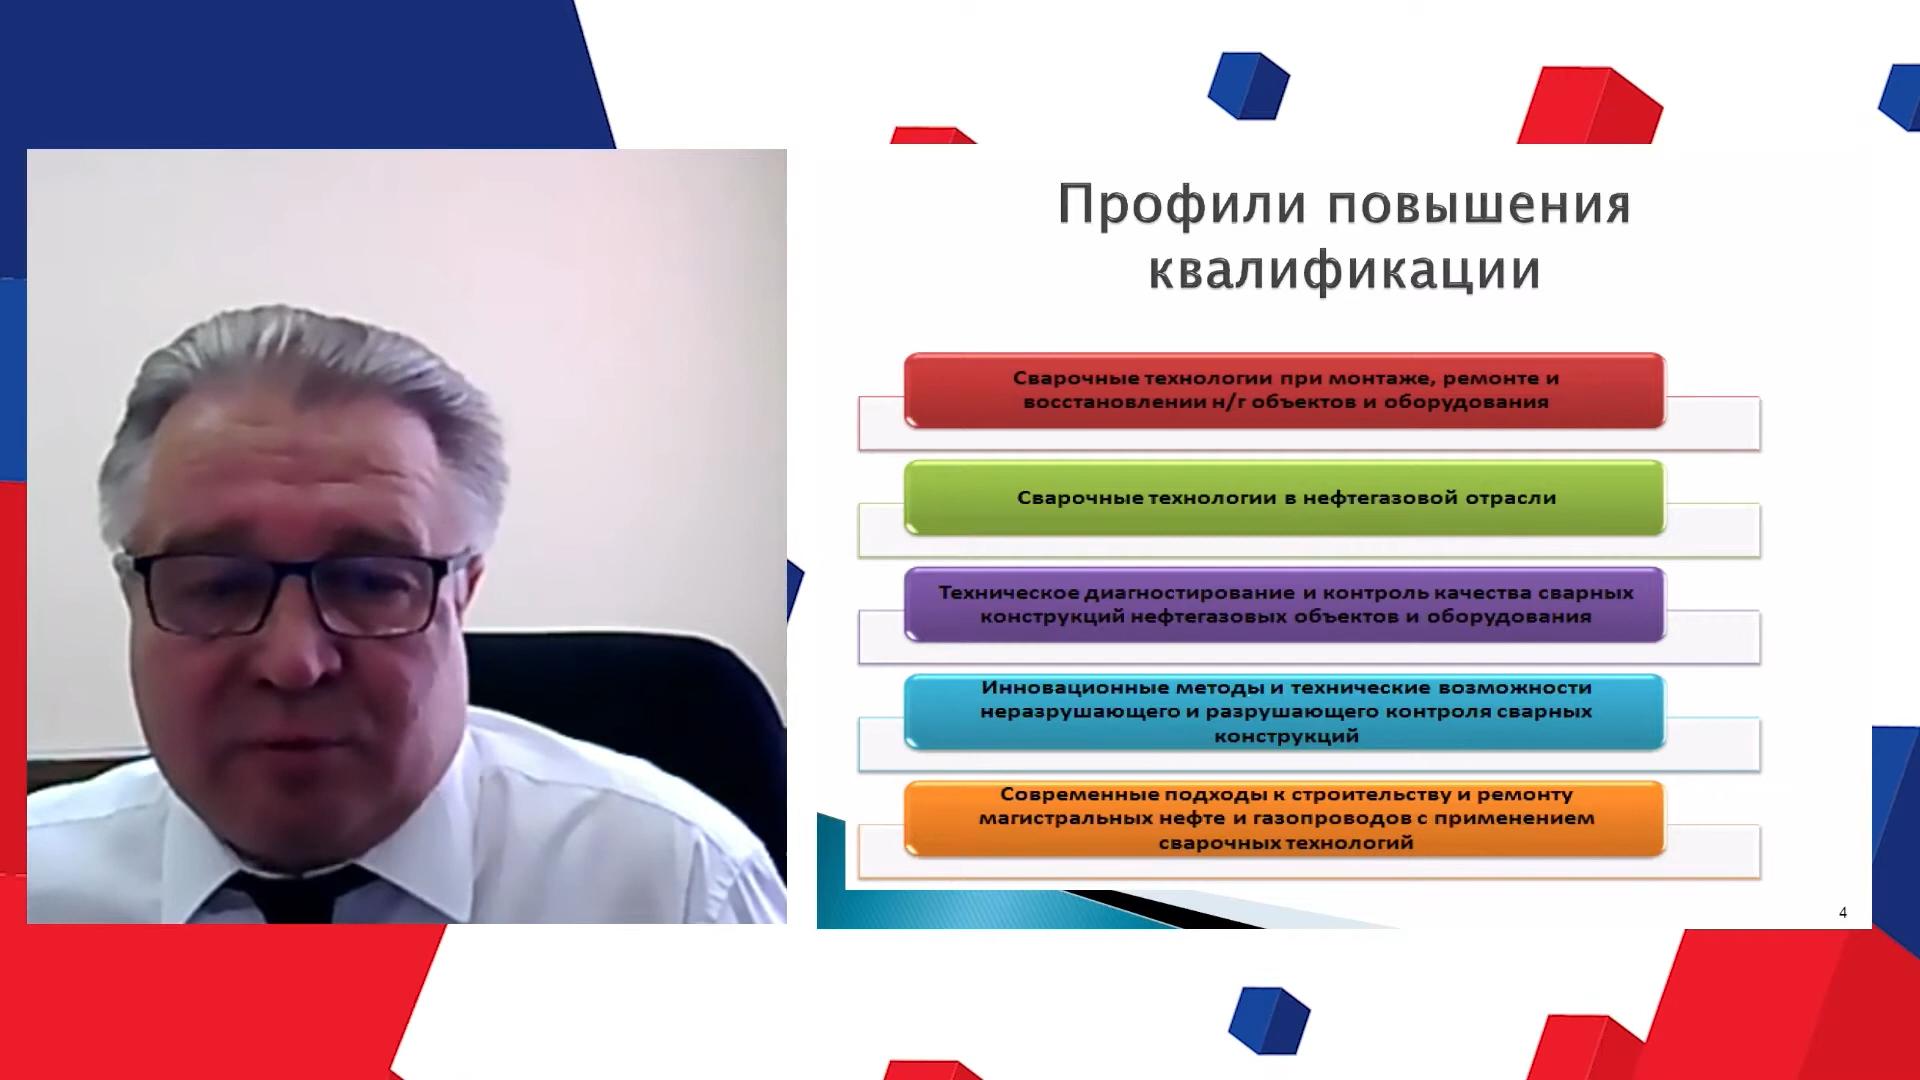 Профили повышения
квалификации
Сварочные технологии при монтаже, ремонте и
восстановлении н/г объектов и оборудования
Сварочные технологии в нефтегазовой отрасли
Техническое диагностирование и контроль качества сварных
конструкций нефтегазовых объектов и оборудования
Инновационные методы и технические возможности
неразрушающего и разрушающего контроля сварных
конструкций
Современные подходы к строительству и ремонту
магистральных нефте и газопроводов с применением
сварочных технологий
4